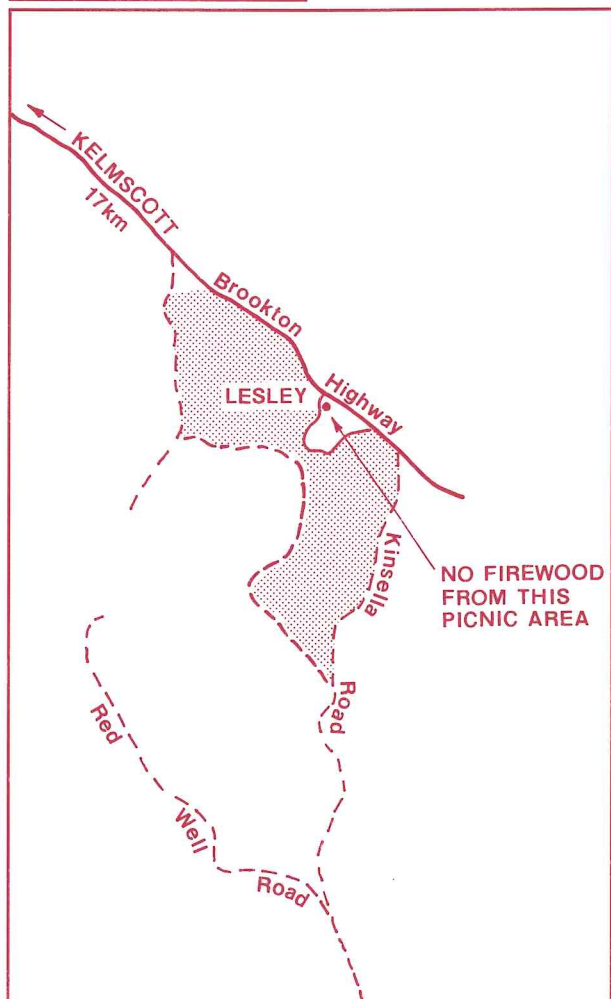 KELMSCOTT
17km
Brookton
Highway
LESLEY
Kinsella
Road
NO FIREWOOD
FROM THIS
PICNIC AREA
Red
Well
Road